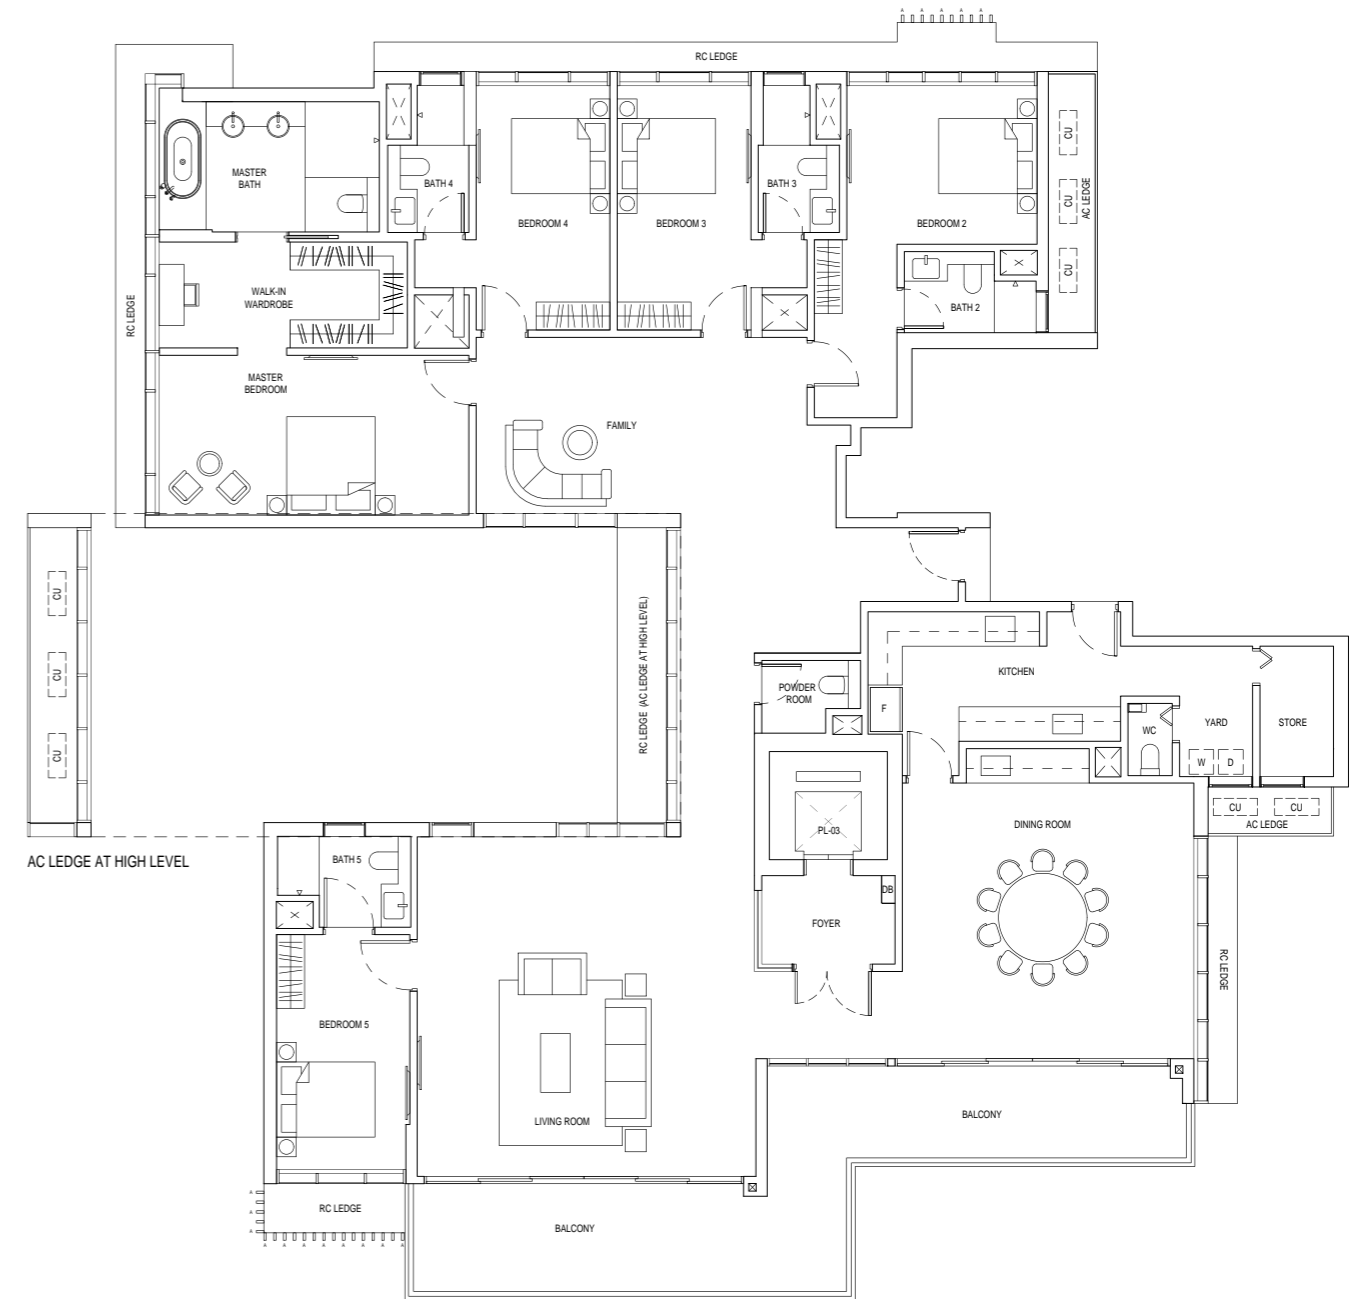 RC LEDGE
CU
CU
CU
AC LEDGE
MASTER
BATH
BATH 4
BEDROOM 4
BEDROOM 3
BATH 3
BEDROOM 2
BATH 2
WALK-IN
WARDROBE
RC LEDGE
MASTER
BEDROOM
FAMILY
CU
CU
CU
RC LEDGE (AC LEDGE AT HIGH LEVEL)
AC LEDGE AT HIGH LEVEL
KITCHEN
POWDER
ROOM
F
WC
YARD
STORE
W
D
CU
CU
AC LEDGE
PL-03
DINING ROOM
DB
FOYER
RC LEDGE
BATH 5
BEDROOM 5
LIVING ROOM
BALCONY
RC LEDGE
BALCONY